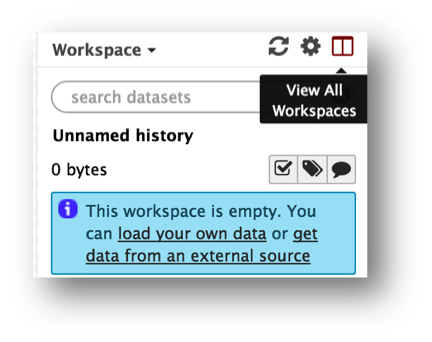 Workspace
search datasets
View All
Workspaces
Unnamed history
0 bytes
This workspace is empty. You
can load your own data or get
data from an external source